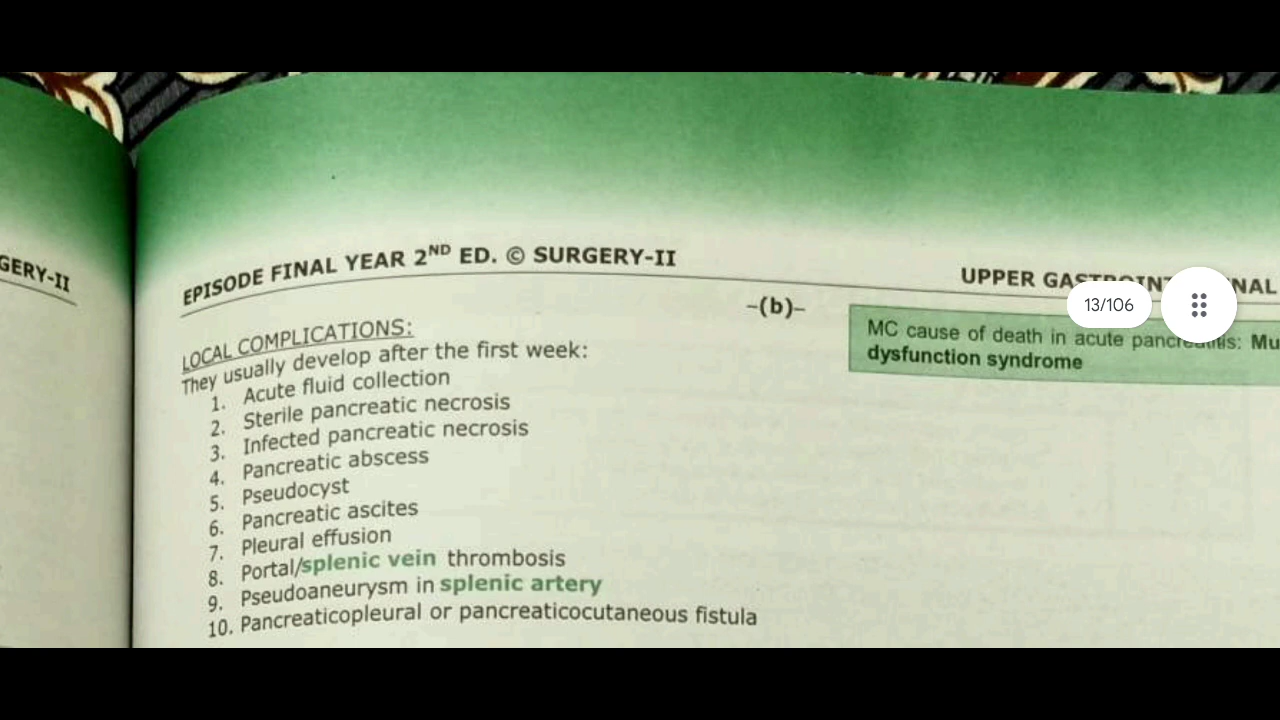 GERY-II
EPISODE FINAL YEAR 2ND ED. © SURGERY-II
UPPER
–(b)–
13/106
MC cause of death in acute pancreatitis:
dysfunction syndrome
LOCAL COMPLICATIONS:
They usually develop after the first week:
1. Acute fluid collection
2. Sterile pancreatic necrosis
3. Infected pancreatic necrosis
4. Pancreatic abscess
5. Pseudocyst
6. Pancreatic ascites
7. Pleural effusion
8. Portal/splenic vein thrombosis
9. Pseudoaneurysm in splenic artery
10. Pancreaticopleural or pancreaticocutaneous fistula